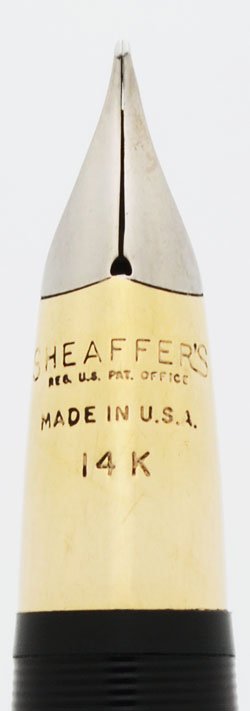 SHEAFFER'S
REG. U.S. PAT. OFFICE
MADE IN U.S.A.
14 K